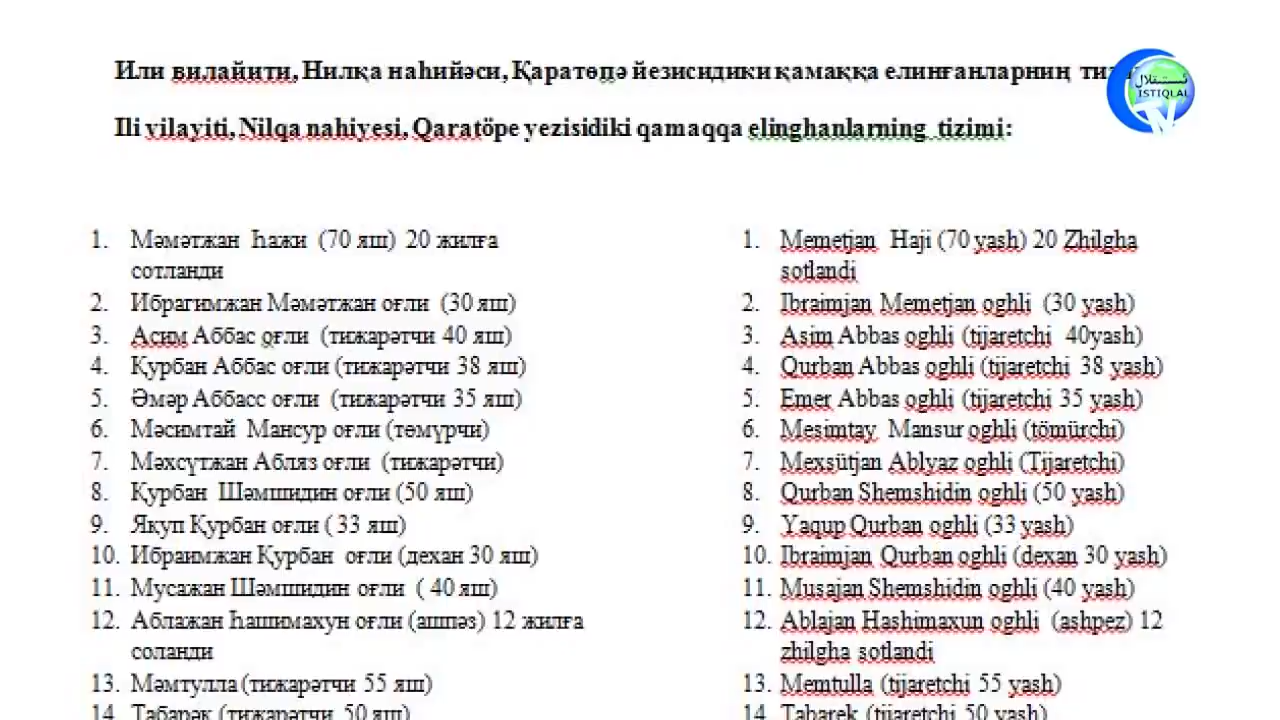 Или вилайити, Нилқа наһийәси, Қаратөпә йезисидики қамаққа елинғанларниң
ئىستىقلال
ISTIQLAL
Ili vilayiti, Nilqa nahiyesi, Qaratöpe yezisidiki qamaqqa elinghanlarning tizimi:
1. Мәмәтжан Һажи (70 яш) 20 жилға
сотланди
2. Ибрагимжан Мәмәтжан оғли (30 яш)
3. Асим Аббас оғли (тижарәтчи 40 яш)
4. Қурбан Аббас оғли (тижарәтчи 38 яш)
5. Әмәр Аббасс оғли (тижарәтчи 35 яш)
6. Мәсимтай Мансур оғли (төмүрчи)
7. Мәхсүтжан Абляз оғли (тижарәтчи)
8. Қурбан Шәмшидин оғли (50 яш)
9. Якуп Қурбан оғли ( 33 яш)
10. Ибраимжан Қурбан оғли (дехан 30 яш)
11. Мусажан Шәмшидин оғли ( 40 яш)
12. Аблажан Һашимахун оғли (ашпәз) 12 жилға
соланди
13. Мәмтулла (тижарәтчи 55 яш)
14. Табарәк (тижарәтчи 50 яш)
1. Memetjan Haji (70 yash) 20 Zhilgha
sotlandi
2. Ibraimjan Memetjan oghli (30 yash)
3. Asim Abbas oghli (tijaretchi 40yash)
4. Qurban Abbas oghli (tijaretchi 38 yash)
5. Emer Abbas oghli (tijaretchi 35 yash)
6. Mesimtay Mansur oghli (tömürchi)
7. Mexsütjan Ablyaz oghli (Tijaretchi)
8. Qurban Shemshidin oghli (50 yash)
9. Yaqup Qurban oghli (33 yash)
10. Ibraimjan Qurban oghli (dexan 30 yash)
11. Musajan Shemshidin oghli (40 yash)
12. Ablajan Hashimaxun oghli (ashpez) 12
zhilgha sotlandi
13. Memtulla (tijaretchi 55 yash)
14. Tabarek (tijaretchi 50 yash)